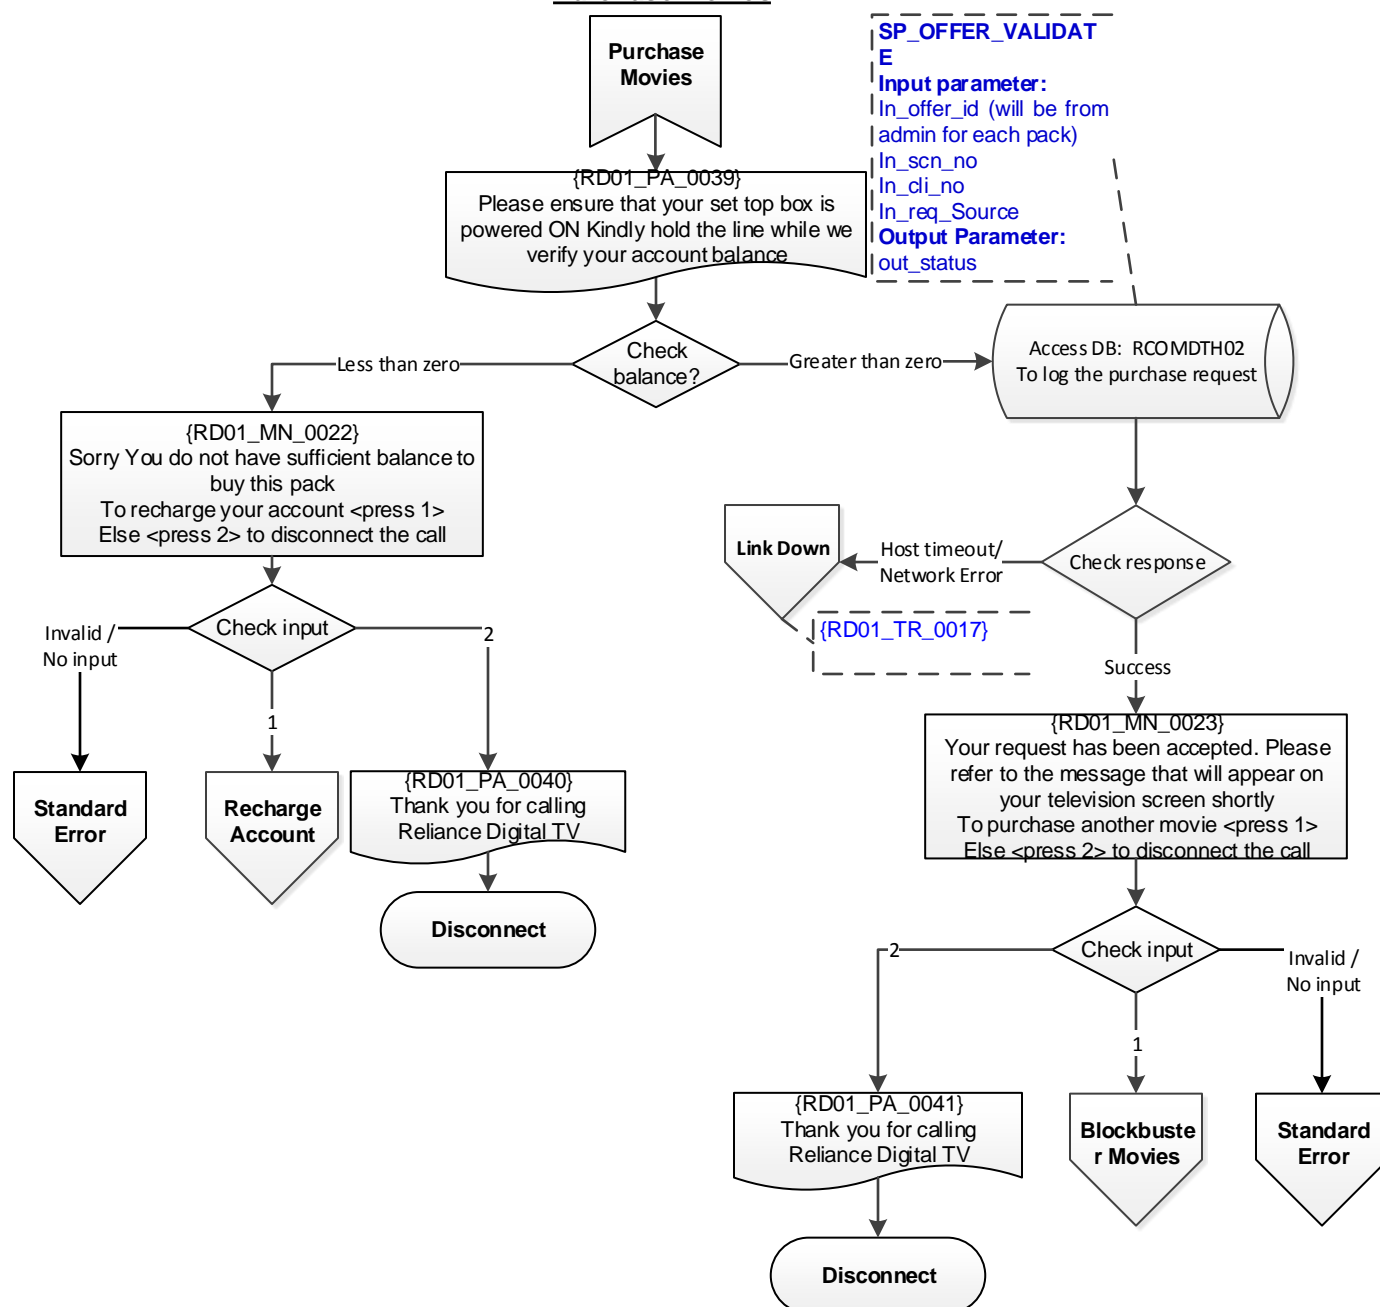 Purchase
Movies
SP_OFFER_VALIDAT
E
Input parameter:
In_offer_id (will be from
admin for each pack)
In_scn_no
In_cli_no
In_req_Source
Output Parameter:
out_status
{RD01_PA_0039}
Please ensure that your set top box is
powered ON Kindly hold the line while we
verify your account balance
Check
balance?
Less than zero
Greater than zero
Access DB: RCOMDTH02
To log the purchase request
{RD01_MN_0022}
Sorry You do not have sufficient balance to
buy this pack
To recharge your account <press 1>
Else <press 2> to disconnect the call
Link Down
Host timeout/
Network Error
Check response
{RD01_TR_0017}
Success
Check input
Invalid /
No input
1
2
Standard
Error
Recharge
Account
{RD01_PA_0040}
Thank you for calling
Reliance Digital TV
Disconnect
{RD01_MN_0023}
Your request has been accepted. Please
refer to the message that will appear on
your television screen shortly
To purchase another movie <press 1>
Else <press 2> to disconnect the call
Check input
2
1
Invalid /
No input
{RD01_PA_0041}
Thank you for calling
Reliance Digital TV
Blockbuste
r Movies
Standard
Error
Disconnect